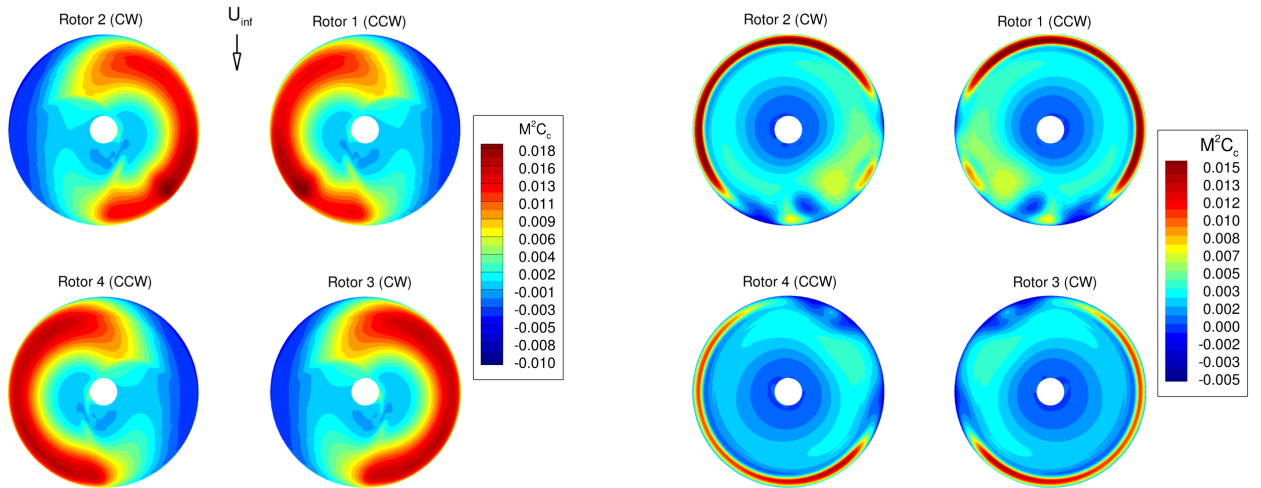 Rotor 2 (CW)
U_inf
Rotor 1 (CCW)
M²C_c
0.018
0.016
0.013
0.011
0.009
0.006
0.004
0.002
-0.001
-0.003
-0.005
-0.008
-0.010
Rotor 4 (CCW)
Rotor 3 (CW)
Rotor 2 (CW)
Rotor 1 (CCW)
M²C_c
0.015
0.013
0.012
0.010
0.008
0.007
0.005
0.003
0.002
0.000
-0.002
-0.003
-0.005
Rotor 4 (CCW)
Rotor 3 (CW)